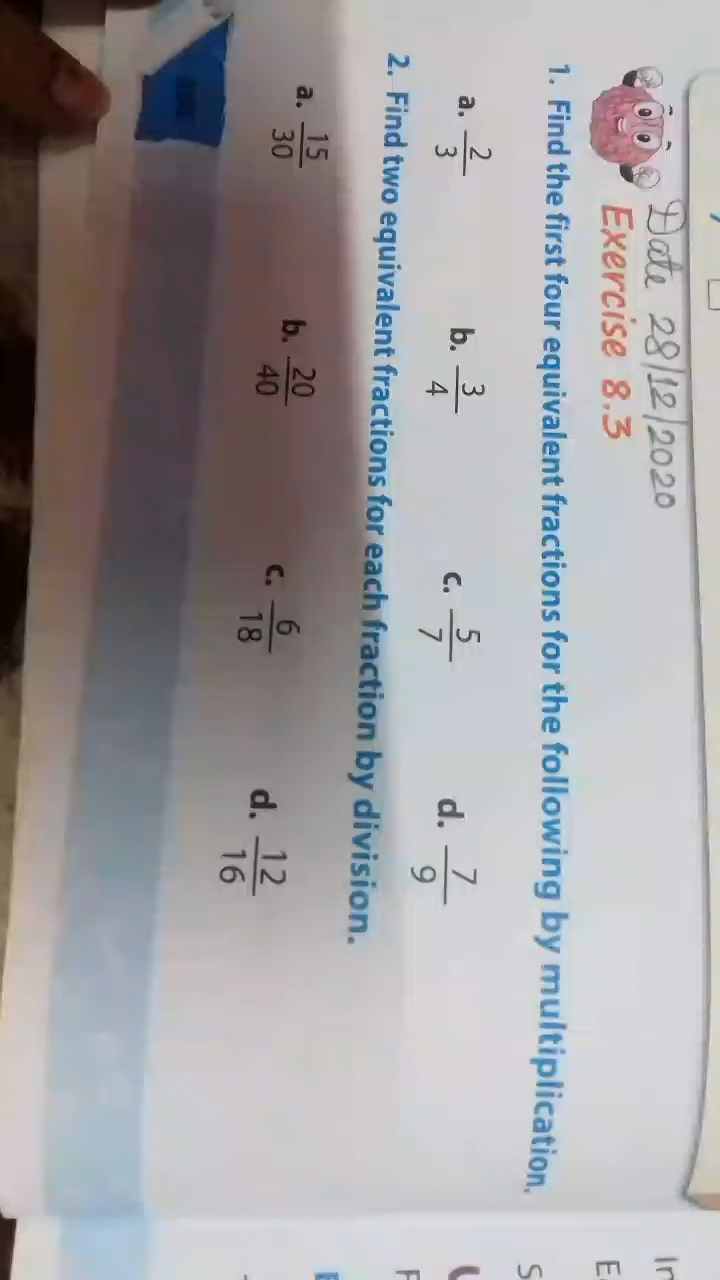 Date 28/12/2020
Exercise 8.3
1. Find the first four equivalent fractions for the following by multiplication.
a. 2/3 b. 3/4 c. 5/7 d. 7/9
2. Find two equivalent fractions for each fraction by division.
a. 15/30 b. 20/40 c. 6/18 d. 12/16
In
E
S